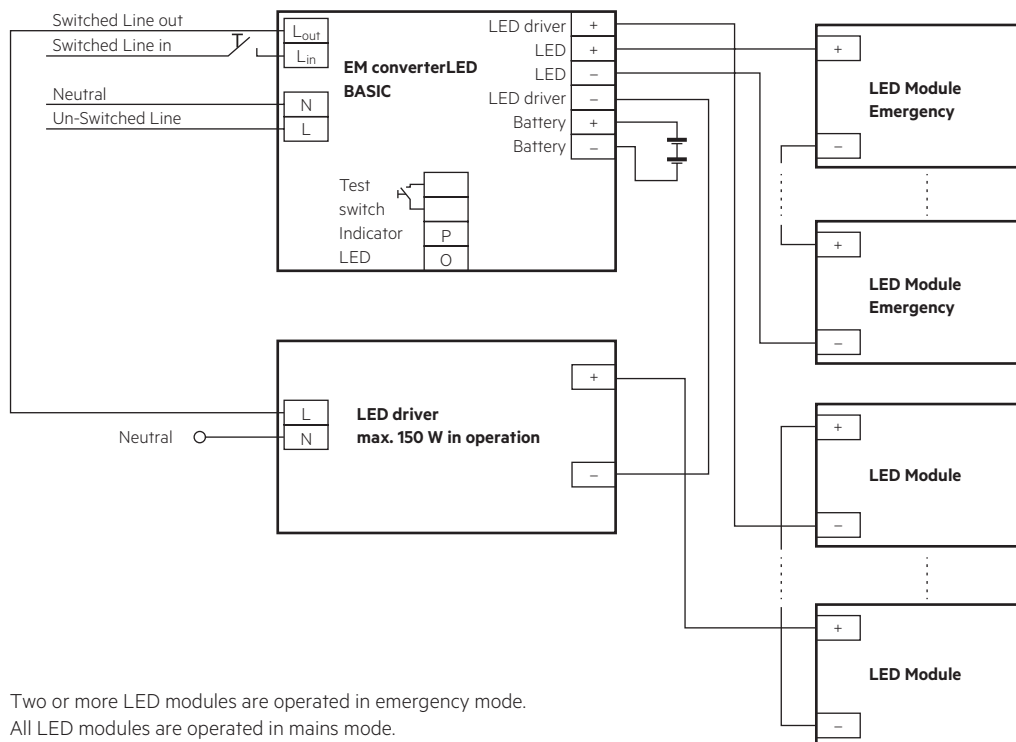 Switched Line out
Switched Line in
Neutral
Un-Switched Line
Lout
Lin
N
L
EM converterLED
BASIC
LED driver +
LED +
LED –
LED driver –
Battery +
Battery –
Test
switch
Indicator P
LED O
+
LED Module
Emergency
–
+
LED Module
Emergency
–
L
N
Neutral
LED driver
max. 150 W in operation
+
–
+
LED Module
–
+
LED Module
–
Two or more LED modules are operated in emergency mode.
All LED modules are operated in mains mode.